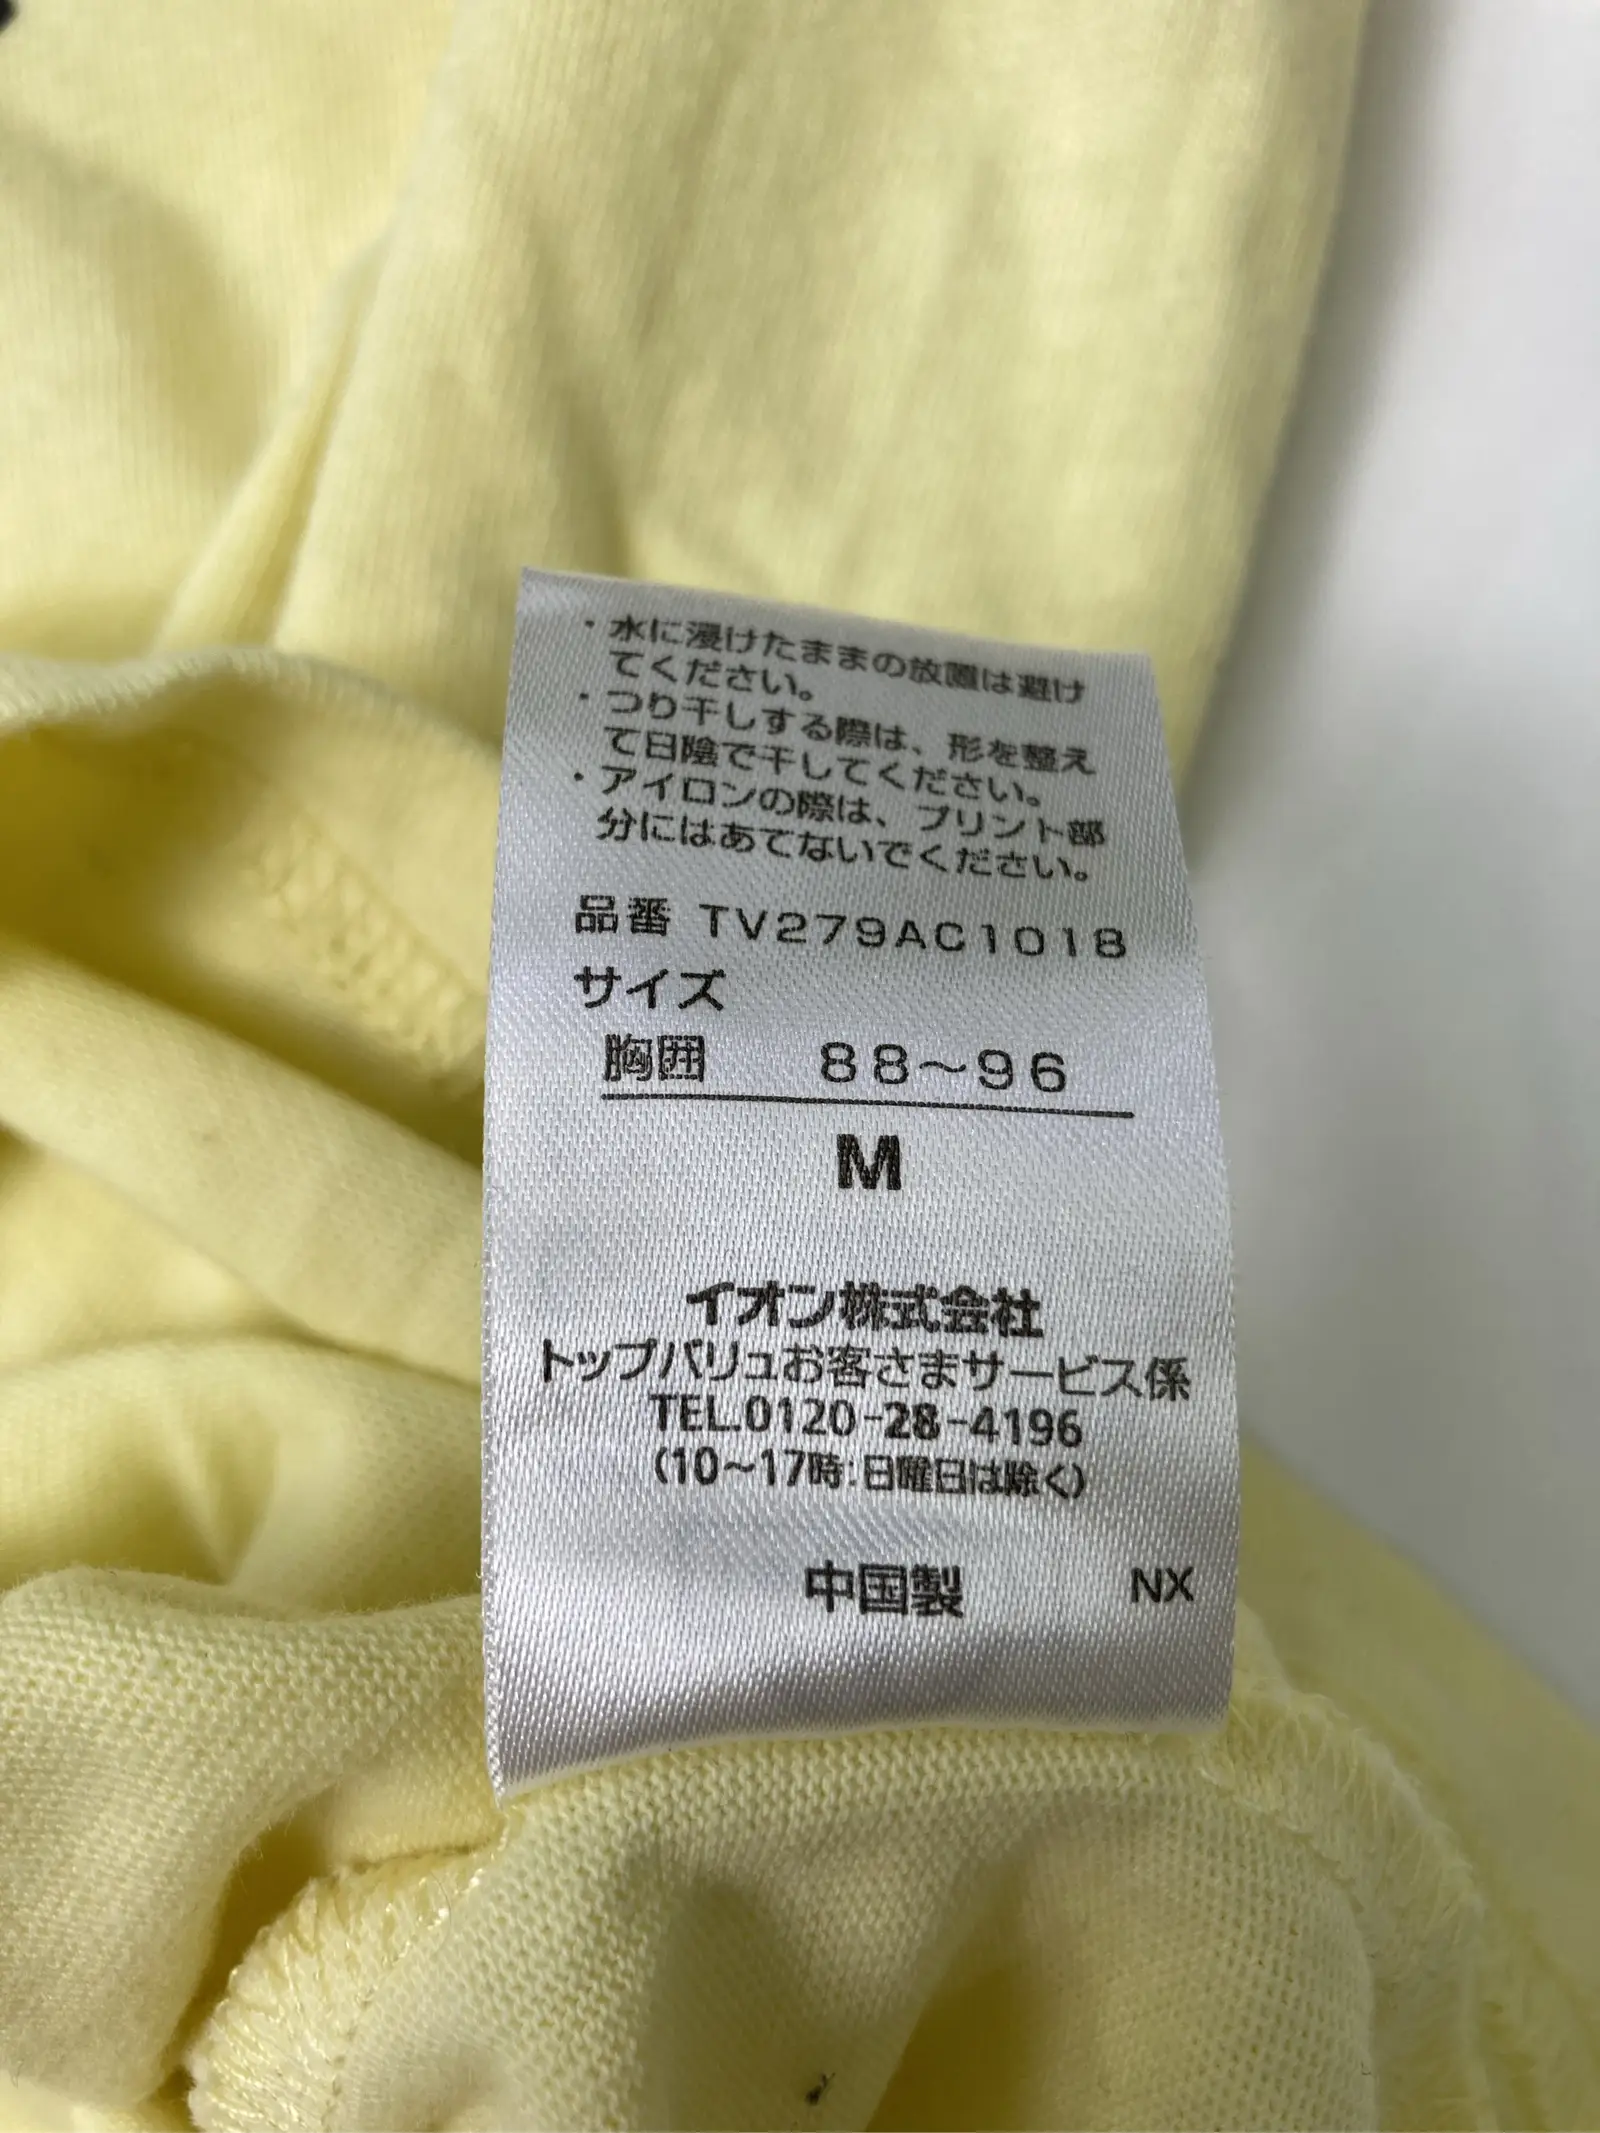 ・水に浸けたままの放置は避け
てください。
・つり干しする際は、形を整え
て日陰で干してください。
・アイロンの際は、プリント部
分にはあてないでください。
品番 TV279AC1018
サイズ
胸囲 88～96
M
イオン株式会社
トップバリュお客さまサービス係
TEL.0120-28-4196
(10～17時:日曜日は除く)
中国製 NX